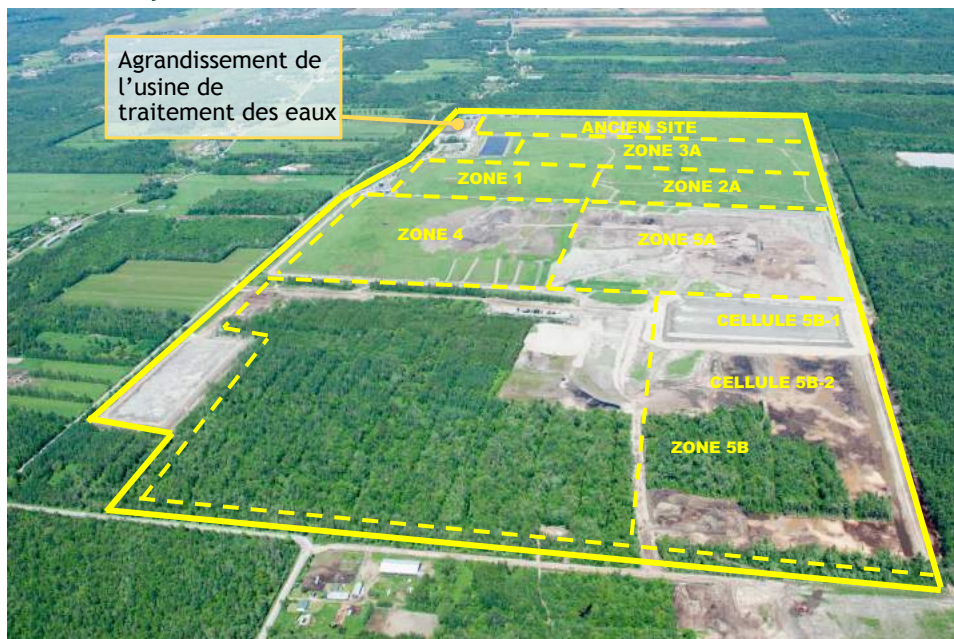 Agrandissement de
l'usine de
traitement des eaux
ANCIEN SITE
ZONE 3A
ZONE 1
ZONE 2A
ZONE 4
ZONE 5A
CELLULE 5B-1
CELLULE 5B-2
ZONE 5B